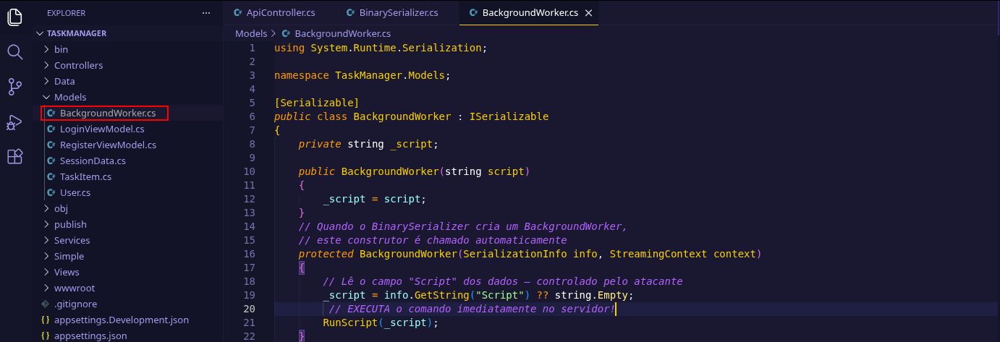 EXPLORER
TASKMANAGER
bin
Controllers
Data
Models
BackgroundWorker.cs
LoginViewModel.cs
RegisterViewModel.cs
SessionData.cs
TaskItem.cs
User.cs
obj
publish
Services
Simple
Views
wwwroot
.gitignore
appsettings.Development.json
appsettings.json
ApiController.cs
BinarySerializer.cs
BackgroundWorker.cs
Models > BackgroundWorker.cs
1 using System.Runtime.Serialization;
2
3 namespace TaskManager.Models;
4
5 [Serializable]
6 public class BackgroundWorker : ISerializable
7 {
8 private string _script;
9
10 public BackgroundWorker(string script)
11 {
12 _script = script;
13 }
14 // Quando o BinarySerializer cria um BackgroundWorker,
15 // este construtor é chamado automaticamente
16 protected BackgroundWorker(SerializationInfo info, StreamingContext context)
17 {
18 // Lê o campo "Script" dos dados — controlado pelo atacante
19 _script = info.GetString("Script") ?? string.Empty;
20 // EXECUTA o comando imediatamente no servidor!
21 RunScript(_script);
22 }